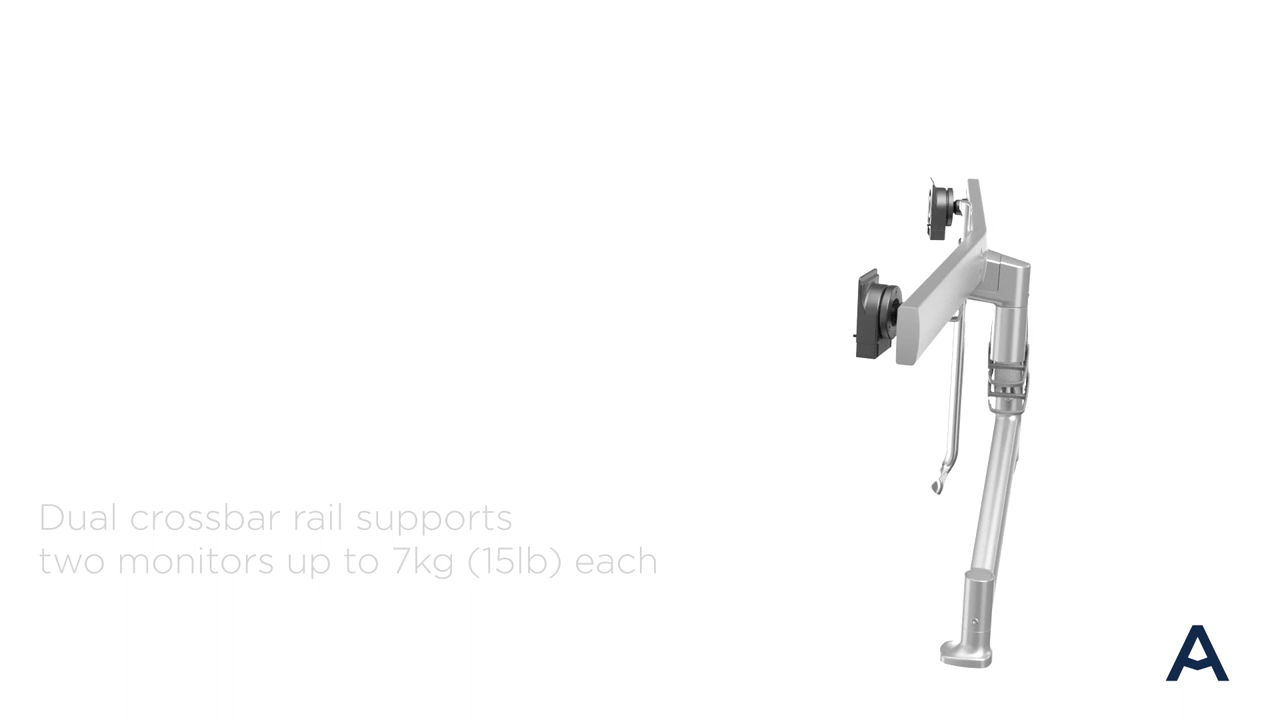 Dual crossbar rail supports
two monitors up to 7kg (15lb) each